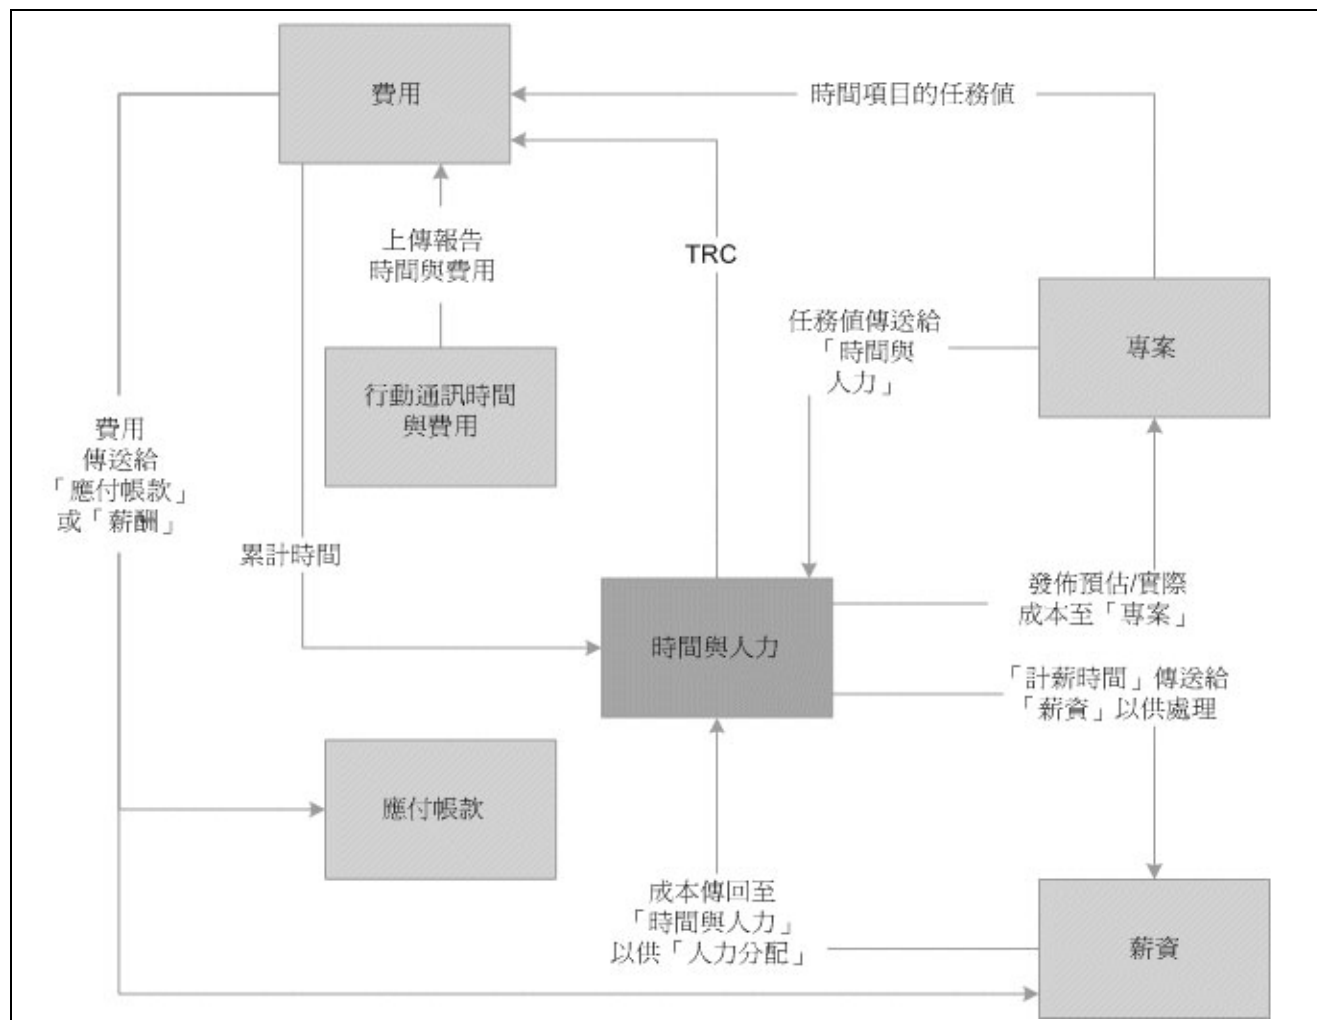 費用
時間項目的任務值
上傳報告
時間與費用
TRC
任務值傳送給
「時間與
人力」
專案
行動通訊時間
與費用
費用
傳送給
「應付帳款」
或「薪酬」
累計時間
發佈預估/實際
成本至「專案」
時間與人力
「計薪時間」傳送給
「薪資」以供處理
應付帳款
成本傳回至
「時間與人力」
以供「人力分配」
薪資